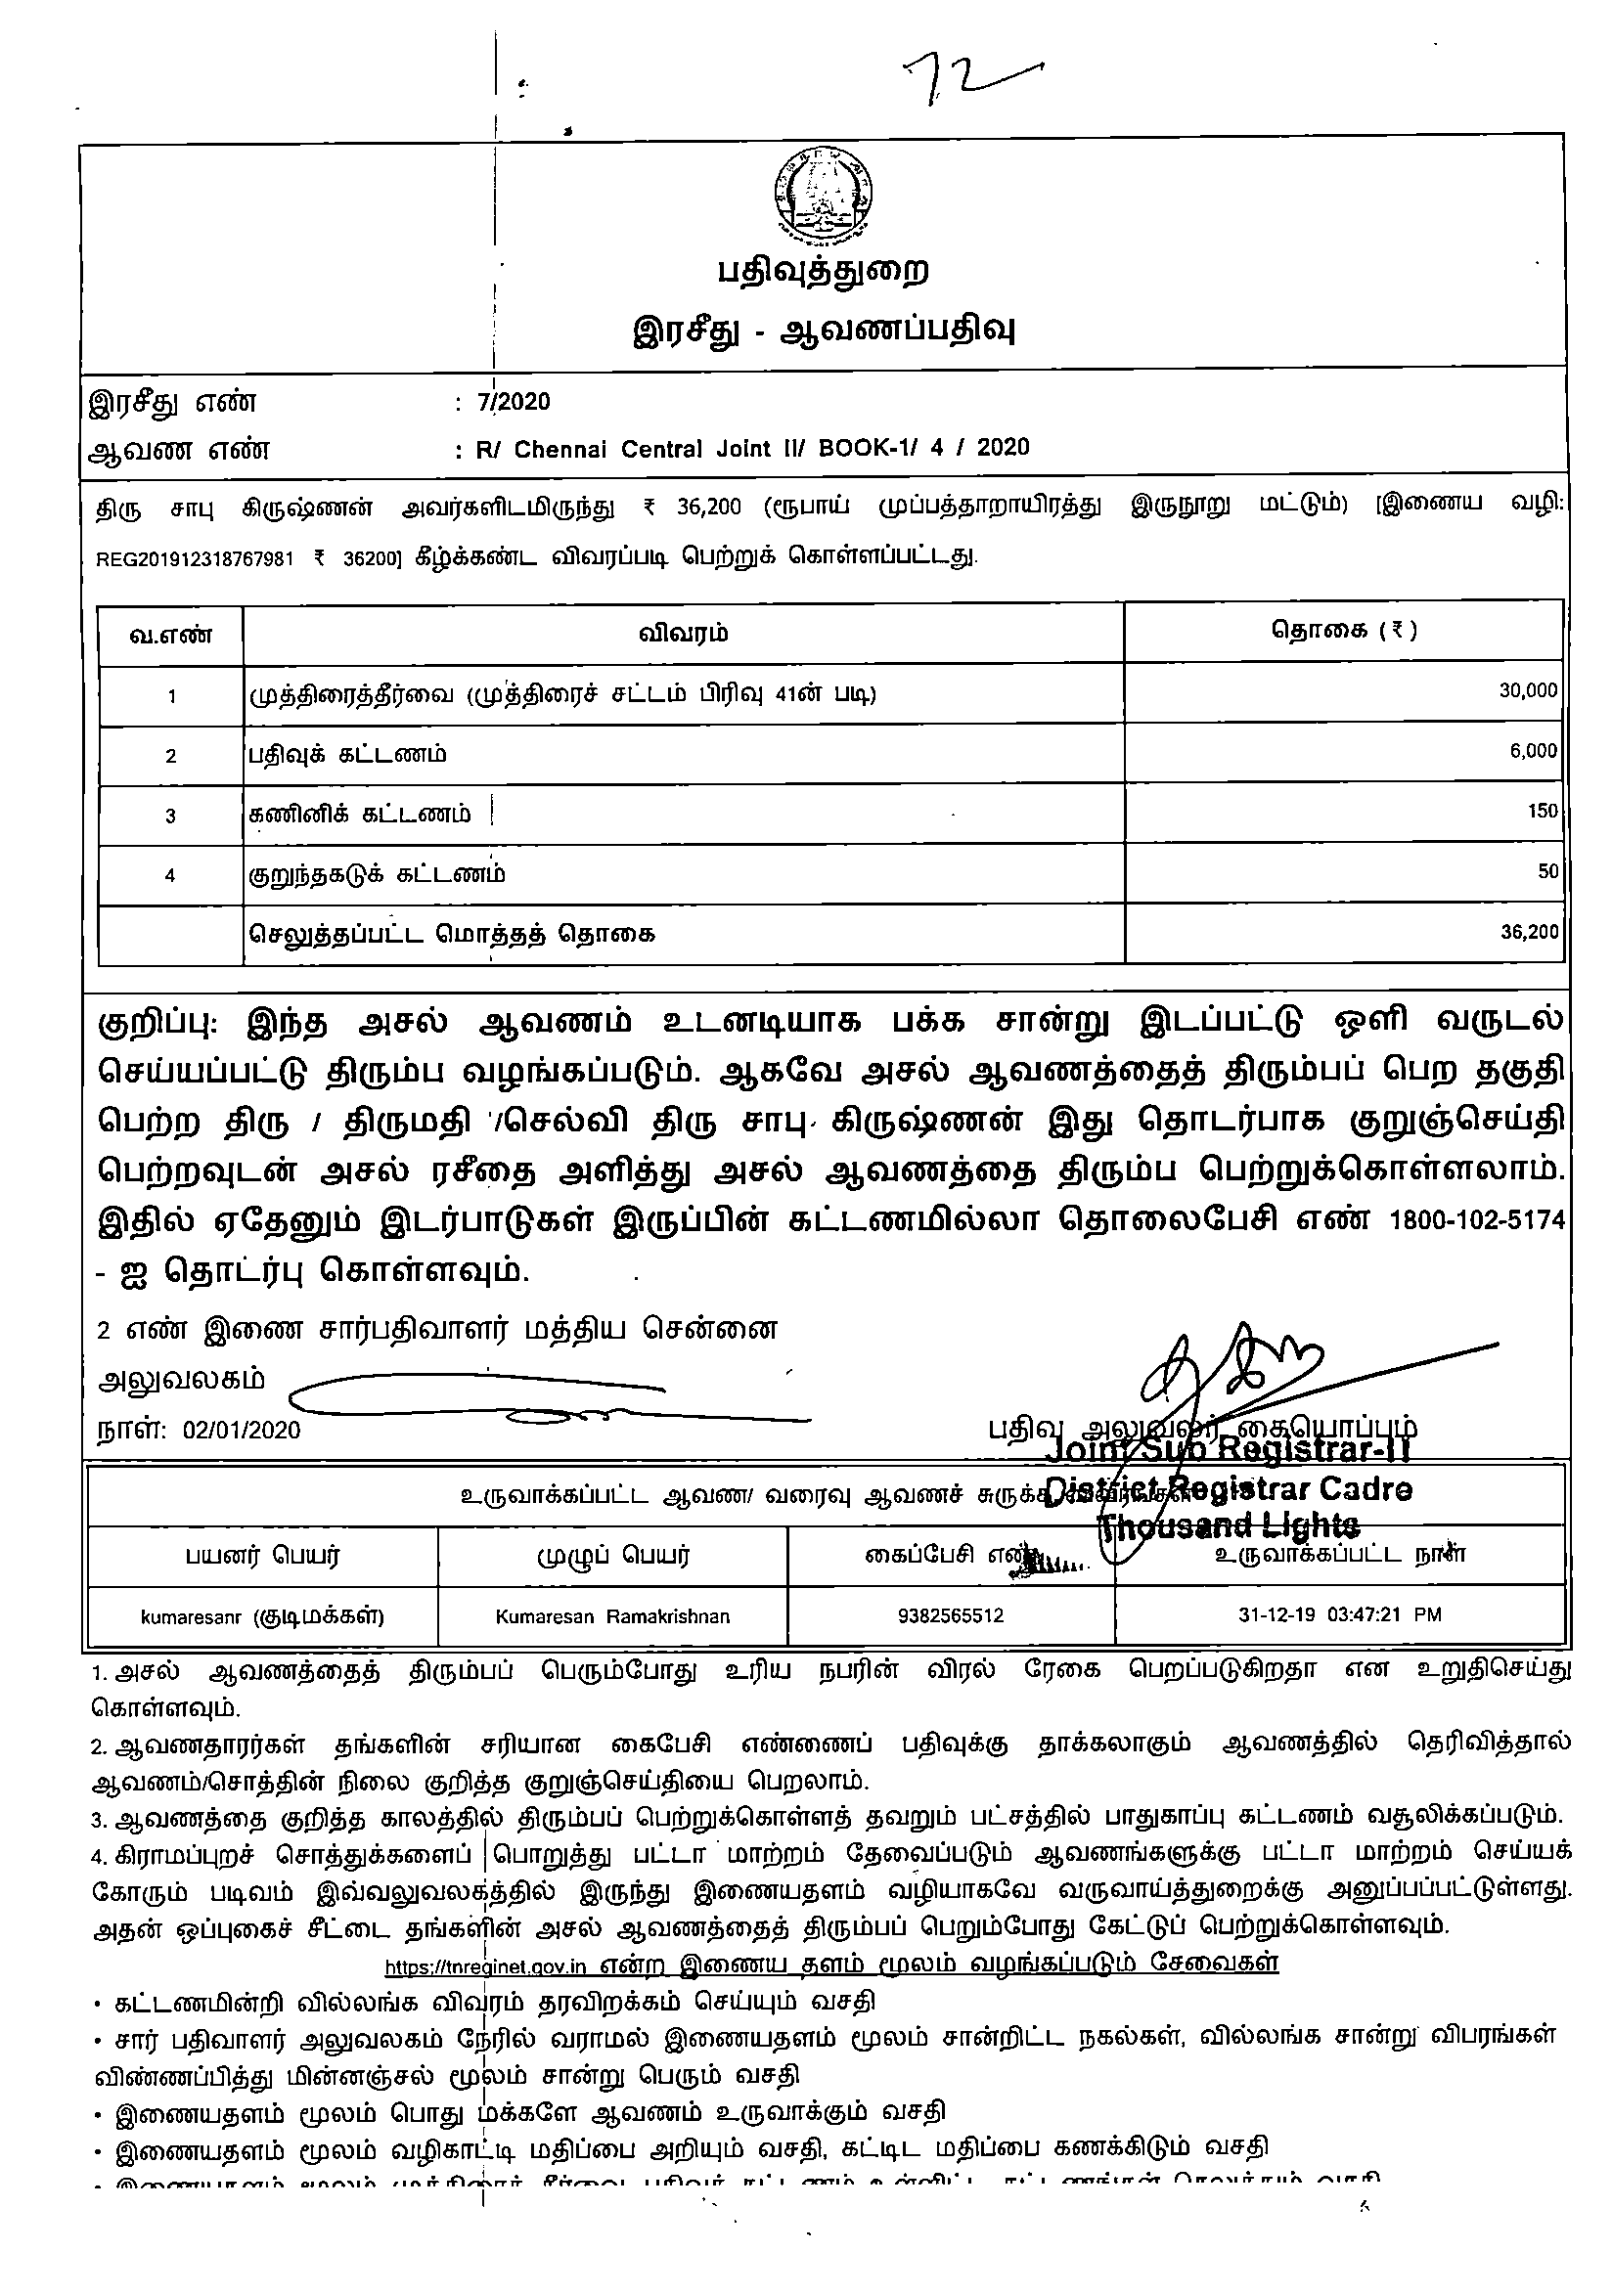 72
பதிவுத்துறை
இரசீது - ஆவணப்பதிவு
இரசீது எண் : 7/2020
ஆவண எண் : R/ Chennai Central Joint II/ BOOK-1/ 4 / 2020
திரு சாபு கிருஷ்ணன் அவர்களிடமிருந்து ₹ 36,200 (ரூபாய் முப்பத்தாறாயிரத்து இருநூறு மட்டும்) [இணைய வழி:
REG201912318767981 ₹ 36200] கீழ்க்கண்ட விவரப்படி பெற்றுக் கொள்ளப்பட்டது.
வ.எண் விவரம் தொகை (₹)
1 முத்திரைத்தீர்வை (முத்திரைச் சட்டம் பிரிவு 41ன் படி) 30,000
2 பதிவுக் கட்டணம் 6,000
3 கணினிக் கட்டணம் 150
4 குறுந்தகடுக் கட்டணம் 50
செலுத்தப்பட்ட மொத்தத் தொகை 36,200
குறிப்பு: இந்த அசல் ஆவணம் உடனடியாக பக்க சான்று இடப்பட்டு ஒளி வருடல்
செய்யப்பட்டு திரும்ப வழங்கப்படும். ஆகவே அசல் ஆவணத்தைத் திரும்பப் பெற தகுதி
பெற்ற திரு / திருமதி /செல்வி திரு சாபு கிருஷ்ணன் இது தொடர்பாக குறுஞ்செய்தி
பெற்றவுடன் அசல் ரசீதை அளித்து அசல் ஆவணத்தை திரும்ப பெற்றுக்கொள்ளலாம்.
இதில் ஏதேனும் இடர்பாடுகள் இருப்பின் கட்டணமில்லா தொலைபேசி எண் 1800-102-5174
- ஐ தொடர்பு கொள்ளவும்.
2 எண் இணை சார்பதிவாளர் மத்திய சென்னை
அலுவலகம்
நாள்: 02/01/2020 பதிவு அலுவலர் கையொப்பம்
Joint Sub Registrar-II
District Registrar Cadre
Thousand Lights
உருவாக்கப்பட்ட ஆவண/ வரைவு ஆவணச் சுருக்க விவரங்கள்
பயனர் பெயர் முழுப் பெயர் கைப்பேசி எண் உருவாக்கப்பட்ட நாள்
kumaresanr (குடிமக்கள்) Kumaresan Ramakrishnan 9382565512 31-12-19 03:47:21 PM
1. அசல் ஆவணத்தைத் திரும்பப் பெரும்போது உரிய நபரின் விரல் ரேகை பெறப்படுகிறதா என உறுதிசெய்து
கொள்ளவும்.
2. ஆவணதாரர்கள் தங்களின் சரியான கைபேசி எண்ணைப் பதிவுக்கு தாக்கலாகும் ஆவணத்தில் தெரிவித்தால்
ஆவணம்/சொத்தின் நிலை குறித்த குறுஞ்செய்தியை பெறலாம்.
3. ஆவணத்தை குறித்த காலத்தில் திரும்பப் பெற்றுக்கொள்ளத் தவறும் பட்சத்தில் பாதுகாப்பு கட்டணம் வசூலிக்கப்படும்.
4. கிராமப்புறச் சொத்துக்களைப் பொறுத்து பட்டா மாற்றம் தேவைப்படும் ஆவணங்களுக்கு பட்டா மாற்றம் செய்யக்
கோரும் படிவம் இவ்வலுவலகத்தில் இருந்து இணையதளம் வழியாகவே வருவாய்த்துறைக்கு அனுப்பப்பட்டுள்ளது.
அதன் ஒப்புகைச் சீட்டை தங்களின் அசல் ஆவணத்தைத் திரும்பப் பெறும்போது கேட்டுப் பெற்றுக்கொள்ளவும்.
https://tnreginet.gov.in என்ற இணைய தளம் மூலம் வழங்கப்படும் சேவைகள்
• கட்டணமின்றி வில்லங்க விவரம் தரவிறக்கம் செய்யும் வசதி
• சார் பதிவாளர் அலுவலகம் நேரில் வராமல் இணையதளம் மூலம் சான்றிட்ட நகல்கள், வில்லங்க சான்று விபரங்கள்
விண்ணப்பித்து மின்னஞ்சல் மூலம் சான்று பெரும் வசதி
• இணையதளம் மூலம் பொது மக்களே ஆவணம் உருவாக்கும் வசதி
• இணையதளம் மூலம் வழிகாட்டி மதிப்பை அறியும் வசதி, கட்டிட மதிப்பை கணக்கிடும் வசதி